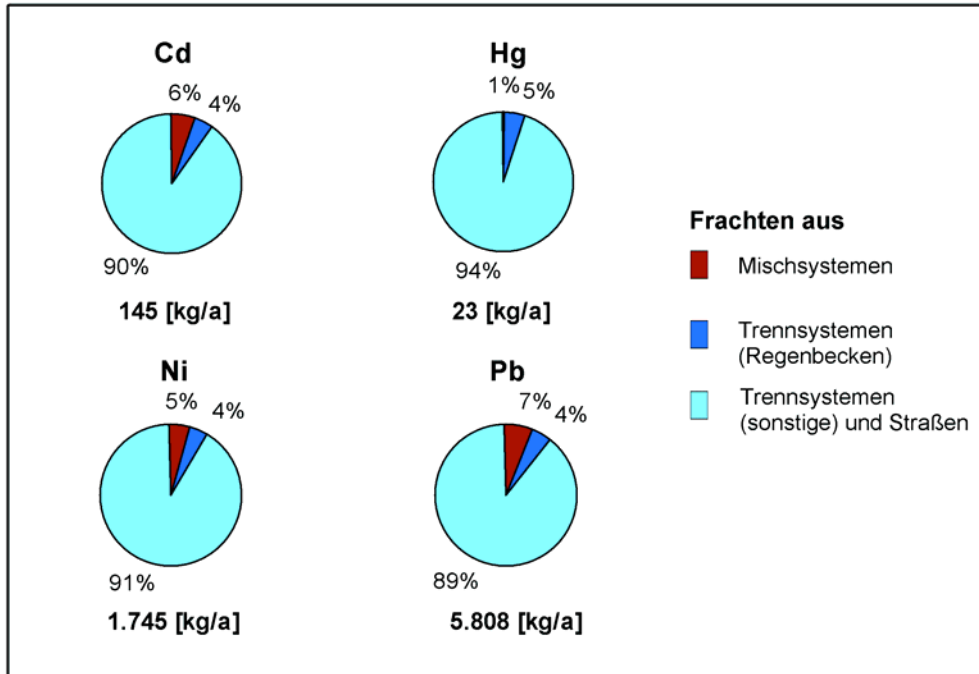 Cd
6%
4%
90%
145 [kg/a]
Hg
1%
5%
94%
23 [kg/a]
Ni
5%
4%
91%
1.745 [kg/a]
Pb
7%
4%
89%
5.808 [kg/a]
Frachten aus
Mischsystemen
Trennsystemen
(Regenbecken)
Trennsystemen
(sonstige) und Straßen